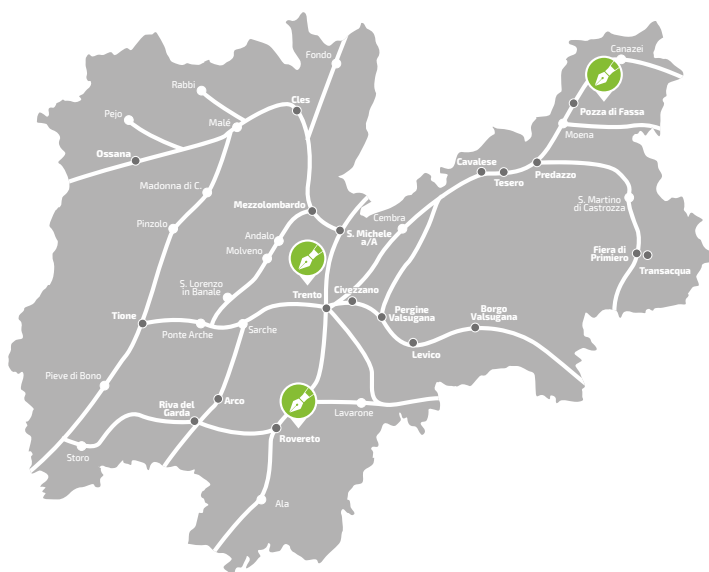 Canazei
Fondo
Rabbi
Cles
Pozza di Fassa
Pejo
Malé
Moena
Ossana
Cavalese
Tesero
Predazzo
Madonna di C.
S. Martino
di Castrozza
Mezzolombardo
Cembra
Pinzolo
Andalo
S. Michele
a/A
Molveno
Fiera di
Primiero
Transacqua
S. Lorenzo
in Banale
Trento
Civezzano
Tione
Pergine
Valsugana
Borgo
Valsugana
Ponte Arche
Sarche
Levico
Pieve di Bono
Riva del
Garda
Arco
Lavarone
Rovereto
Storo
Ala